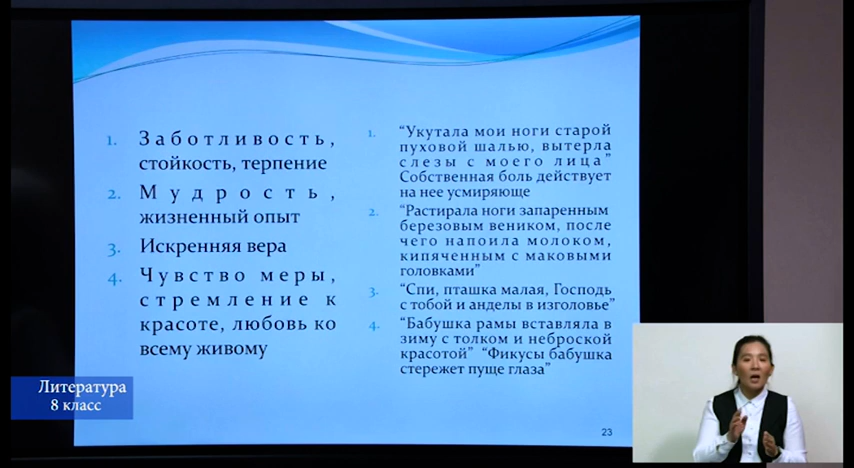 1. Заботливость,
стойкость, терпение
2. Мудрость,
жизненный опыт
3. Искренняя вера
4. Чувство меры,
стремление к
красоте, любовь ко
всему живому
1. “Укутала мои ноги старой
пуховой шалью, вытерла
слезы с моего лица”
Собственная боль действует
на нее усмиряюще
2. “Растирала ноги запаренным
березовым веником, после
чего напоила молоком,
кипяченным с маковыми
головками”
3. “Спи, пташка малая, Господь
с тобой и анделы в изголовье”
4. “Бабушка рамы вставляла в
зиму с толком и неброской
красотой” “Фикусы бабушка
стережет пуще глаза”
23
Литература
8 класс